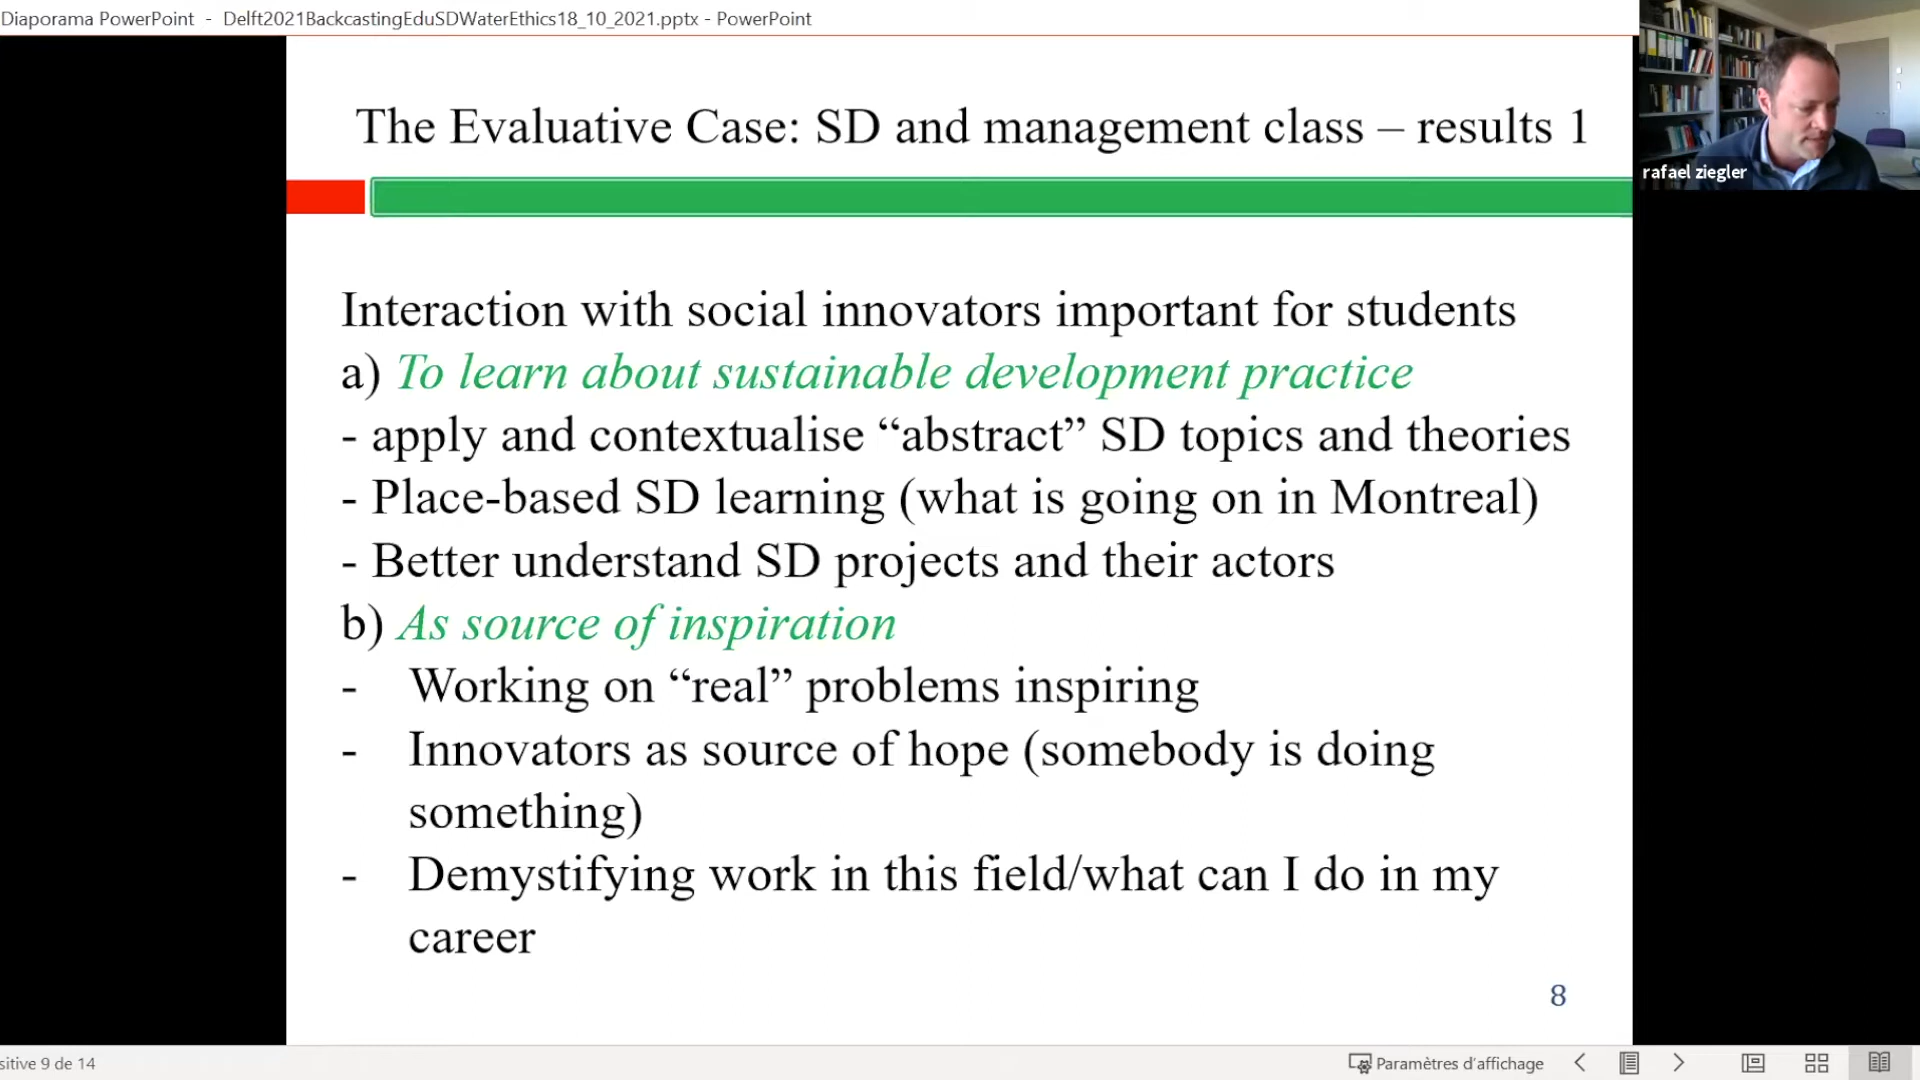 Diaporama PowerPoint - Delft2021BackcastingEduSDWaterEthics18_10_2021.pptx - PowerPoint
rafael ziegler
The Evaluative Case: SD and management class – results 1
Interaction with social innovators important for students
a) To learn about sustainable development practice
- apply and contextualise “abstract” SD topics and theories
- Place-based SD learning (what is going on in Montreal)
- Better understand SD projects and their actors
b) As source of inspiration
- Working on “real” problems inspiring
- Innovators as source of hope (somebody is doing
something)
- Demystifying work in this field/what can I do in my
career
8
sitive 9 de 14
Paramètres d'affichage